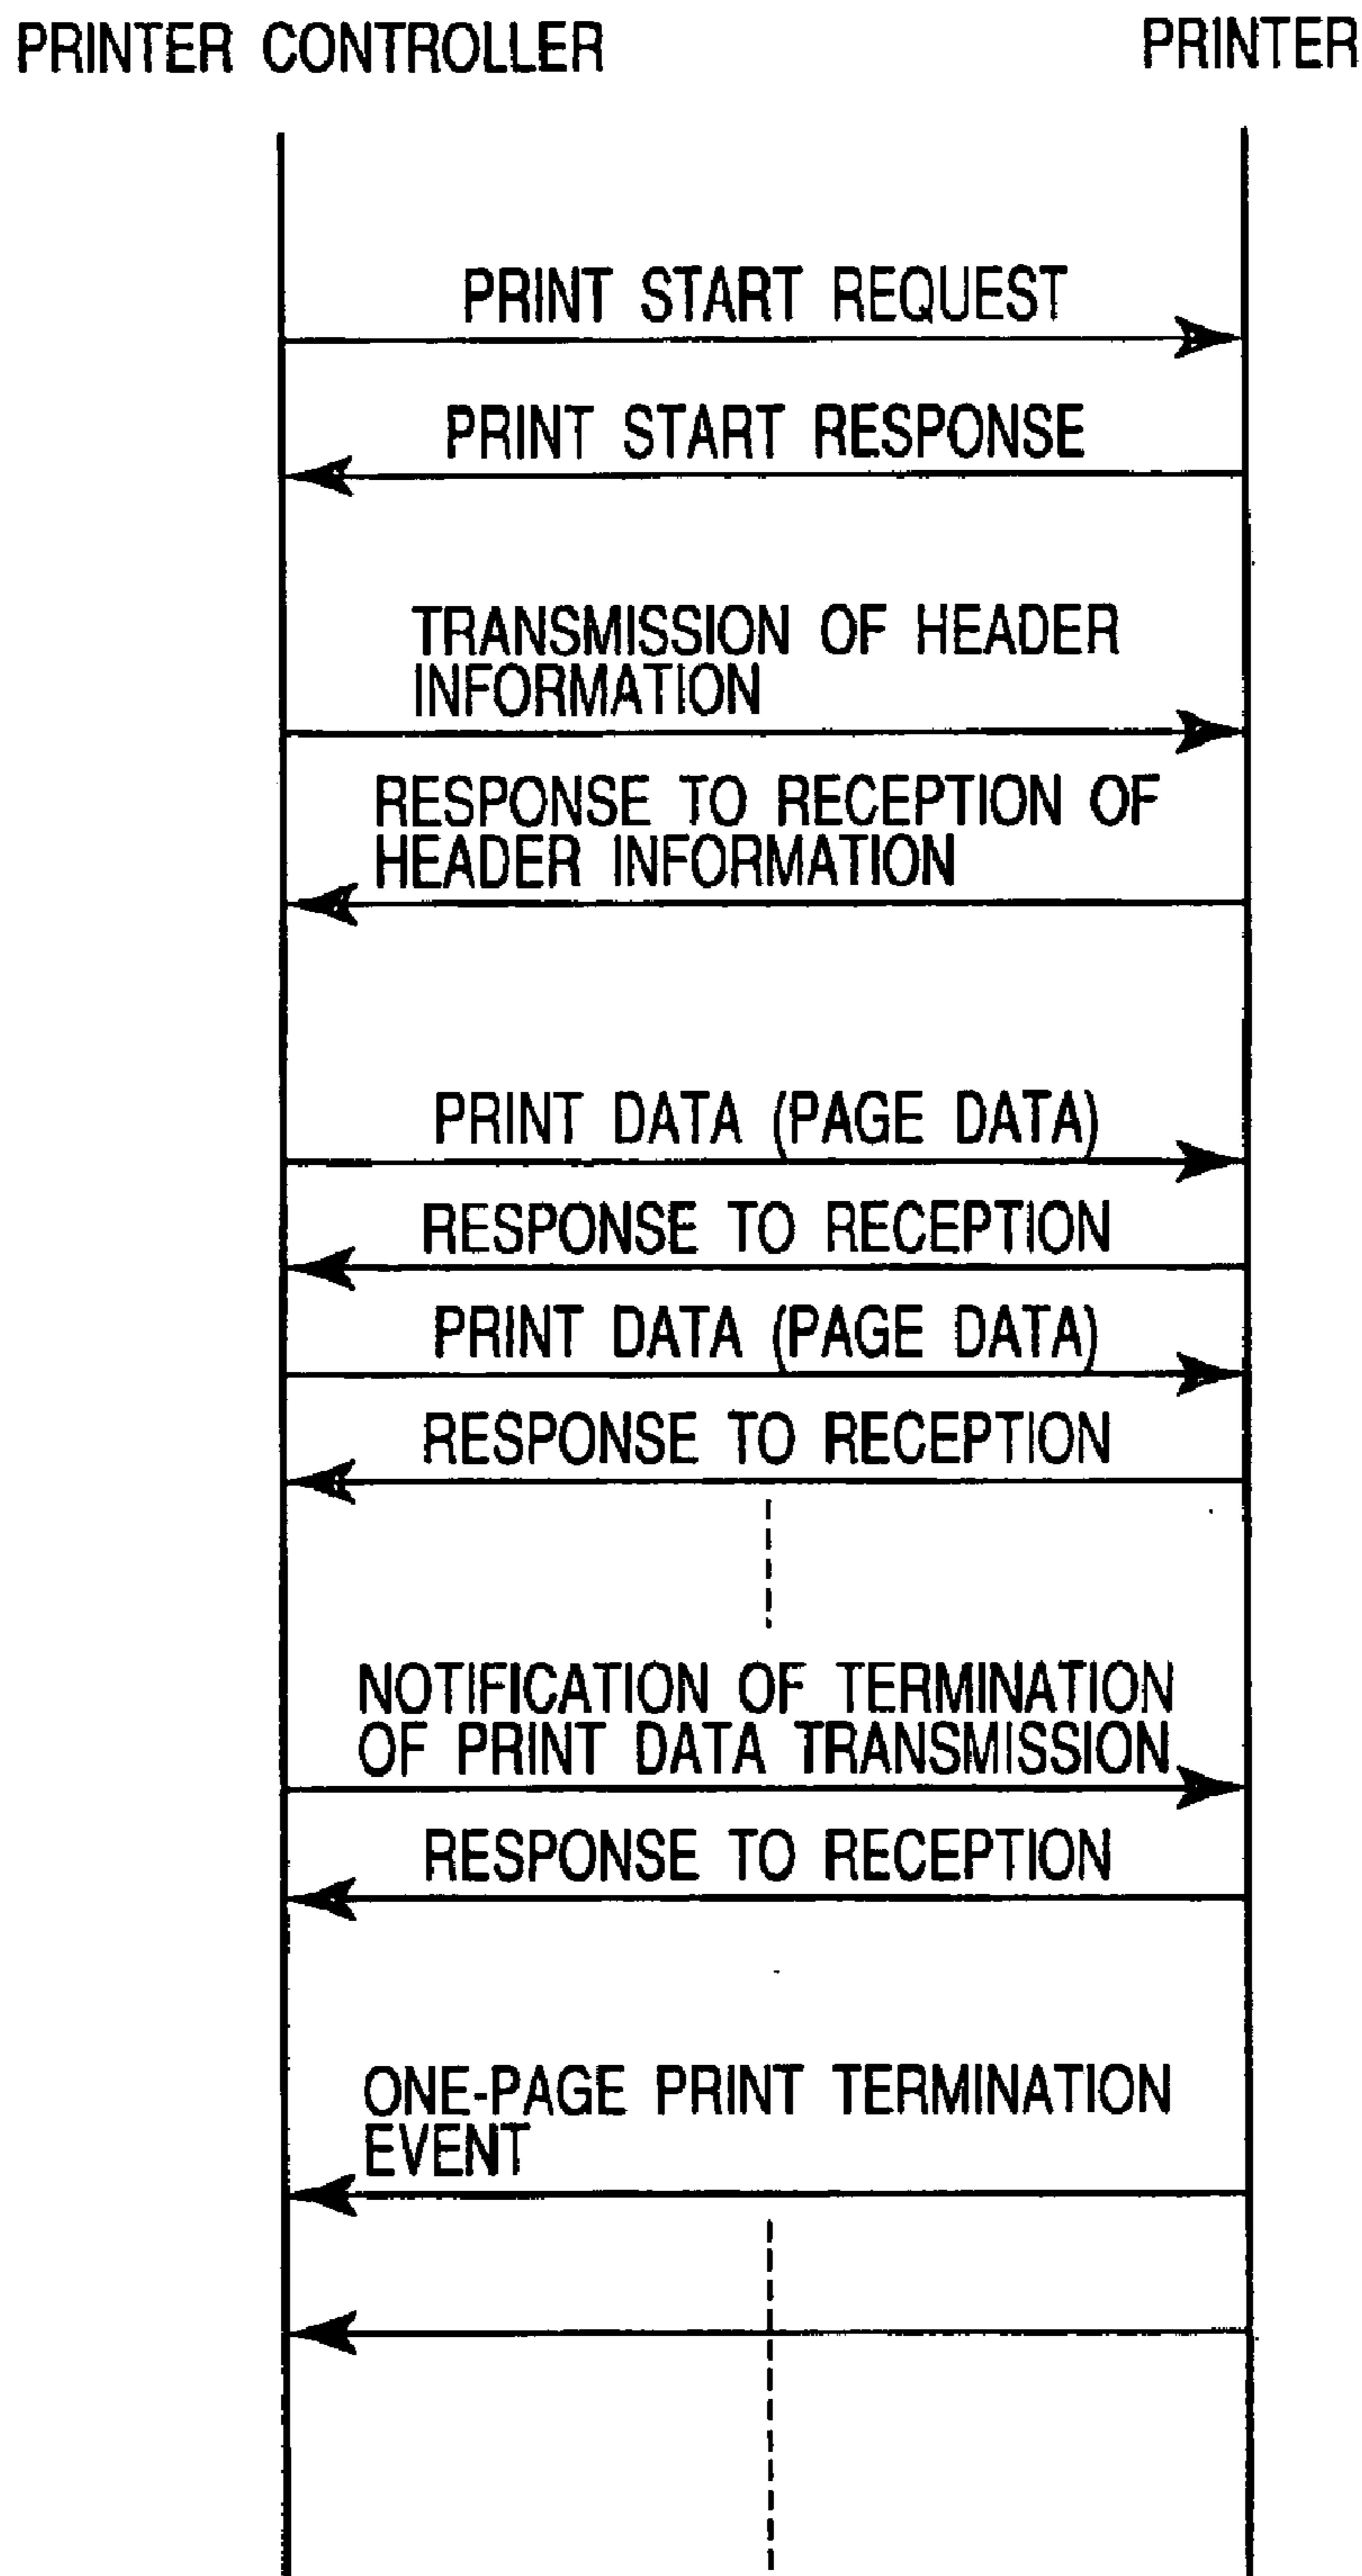 PRINTER CONTROLLER PRINTER
PRINT START REQUEST
PRINT START RESPONSE
TRANSMISSION OF HEADER
INFORMATION
RESPONSE TO RECEPTION OF
HEADER INFORMATION
PRINT DATA (PAGE DATA)
RESPONSE TO RECEPTION
PRINT DATA (PAGE DATA)
RESPONSE TO RECEPTION
NOTIFICATION OF TERMINATION
OF PRINT DATA TRANSMISSION
RESPONSE TO RECEPTION
ONE-PAGE PRINT TERMINATION
EVENT